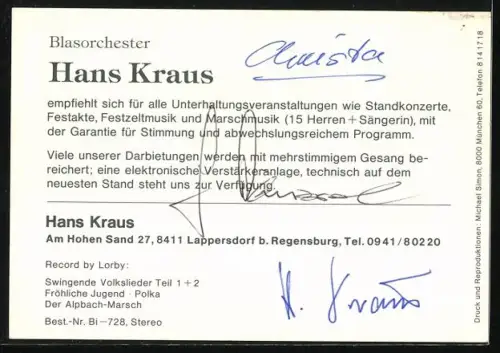 Blasorchester
Christa
Hans Kraus
empfiehlt sich für alle Unterhaltungsveranstaltungen wie Standkonzerte,
Festakte, Festzeltmusik und Marschmusik (15 Herren + Sängerin), mit
der Garantie für Stimmung und abwechslungsreichem Programm.
Viele unserer Darbietungen werden mit mehrstimmigem Gesang be-
reichert; eine elektronische Verstärkeranlage, technisch auf dem
neuesten Stand steht uns zur Verfügung.
Hans Kraus
Am Hohen Sand 27, 8411 Lappersdorf b. Regensburg, Tel. 0941/80220
Record by Lorby:
Swingende Volkslieder Teil 1 + 2
Fröhliche Jugend · Polka
Der Alpbach-Marsch
Best.-Nr. Bi-728, Stereo
H. Kraus
Druck und Reproduktionen: Michael Simon, 8000 München 60, Telefon 8141718